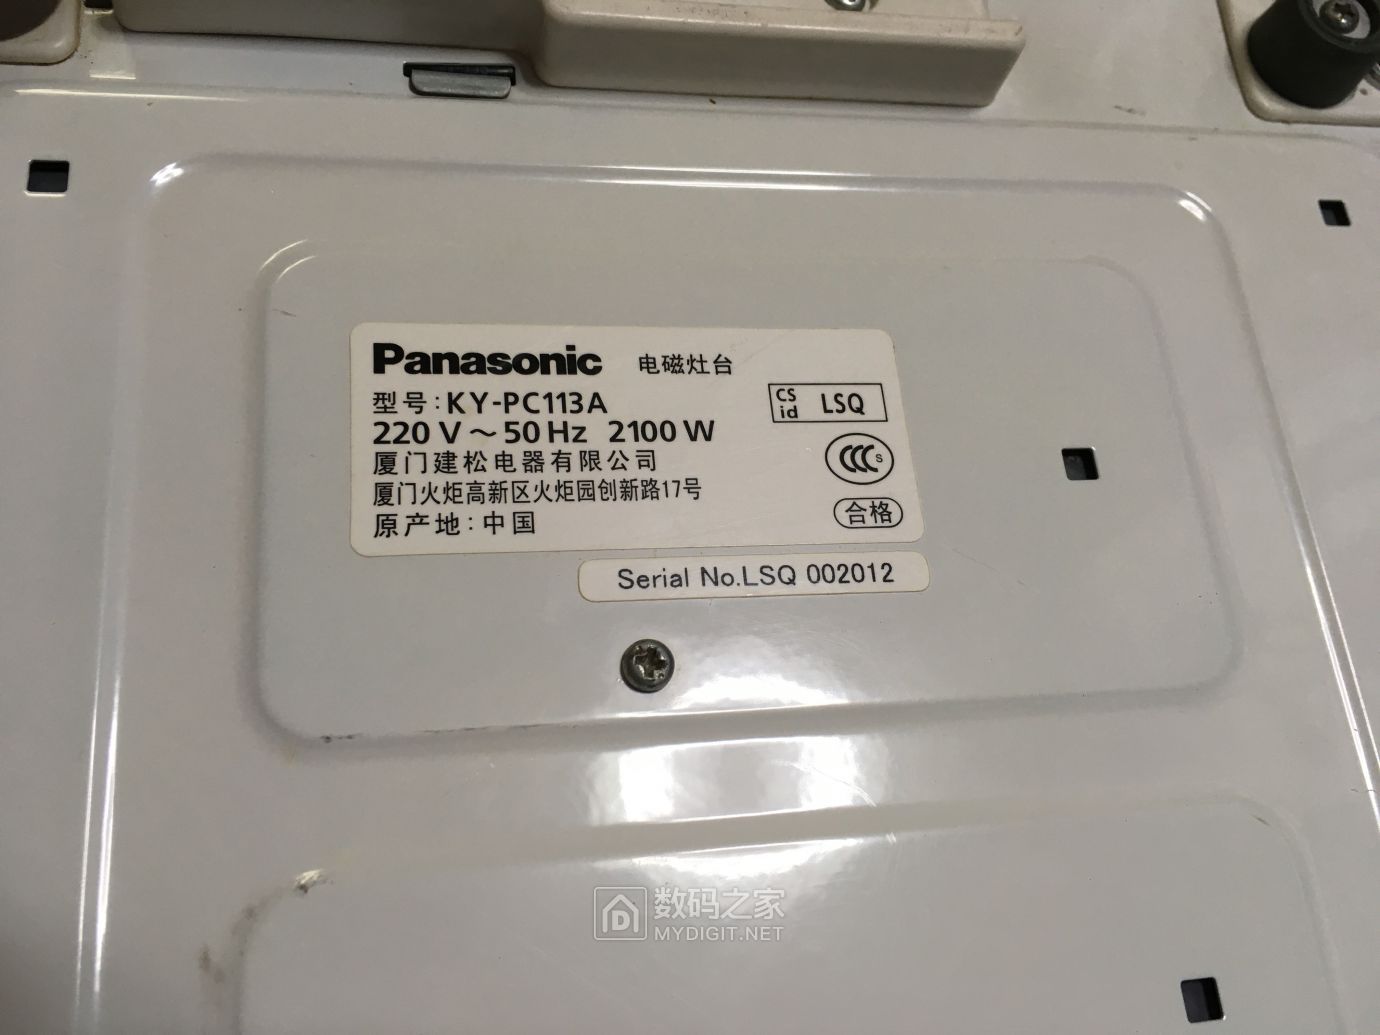 Panasonic 电磁灶台
型号:KY-PC113A
CS id LSQ
220 V ~ 50 Hz 2100 W
厦门建松电器有限公司
CCC S
厦门火炬高新区火炬园创新路17号
合格
原产地:中国
Serial No.LSQ 002012
数码之家
MYDIGIT.NET